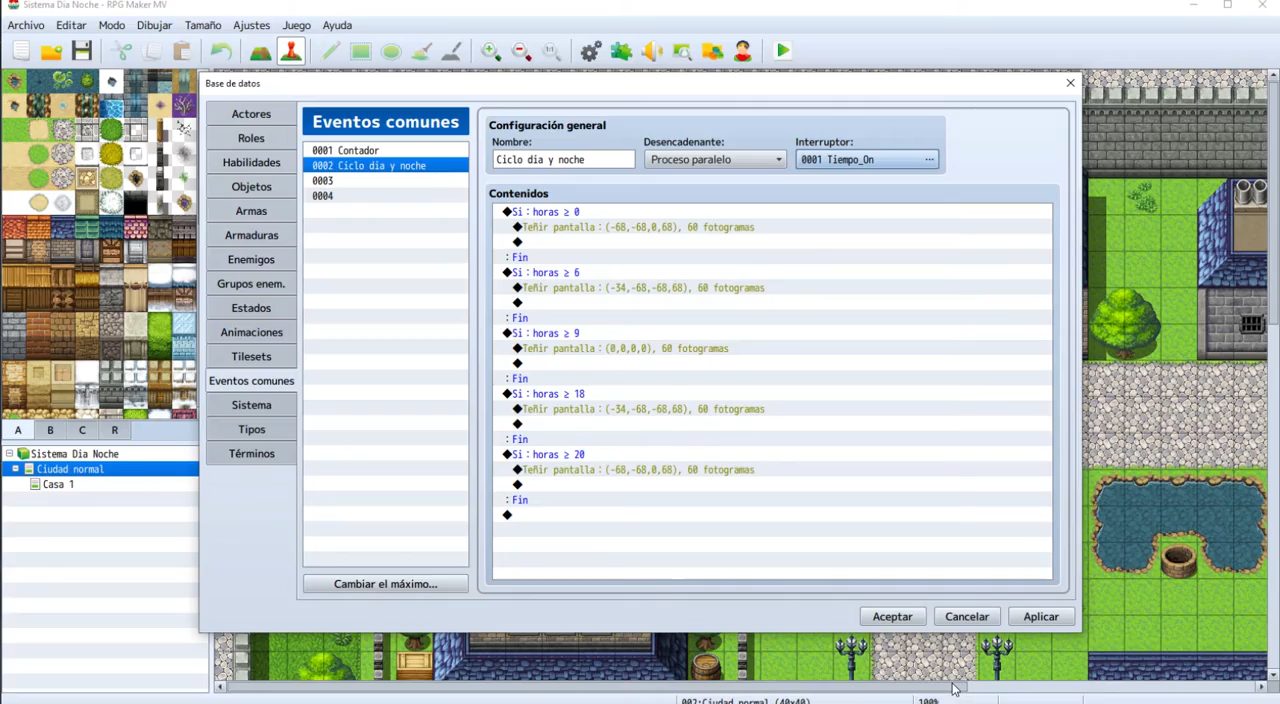 Sistema Dia Noche - RPG Maker MV
Archivo Editar Modo Dibujar Tamaño Ajustes Juego Ayuda
Base de datos
Actores
Roles
Habilidades
Objetos
Armas
Armaduras
Enemigos
Grupos enem.
Estados
Animaciones
Tilesets
Eventos comunes
Sistema
Tipos
Términos
Eventos comunes
0001 Contador
0002 Ciclo dia y noche
0003
0004
Cambiar el máximo...
Configuración general
Nombre: Desencadenante: Interruptor:
Ciclo dia y noche Proceso paralelo 0001 Tiempo_On ...
Contenidos
◆Si：horas ≥ 0
◆Teñir pantalla：(-68,-68,0,68), 60 fotogramas
◆
：Fin
◆Si：horas ≥ 6
◆Teñir pantalla：(-34,-68,-68,68), 60 fotogramas
◆
：Fin
◆Si：horas ≥ 9
◆Teñir pantalla：(0,0,0,0), 60 fotogramas
◆
：Fin
◆Si：horas ≥ 18
◆Teñir pantalla：(-34,-68,-68,68), 60 fotogramas
◆
：Fin
◆Si：horas ≥ 20
◆Teñir pantalla：(-68,-68,0,68), 60 fotogramas
◆
：Fin
◆
Aceptar Cancelar Aplicar
A B C R
Sistema Dia Noche
Ciudad normal
Casa 1
002:Ciudad normal (40x40) 100%